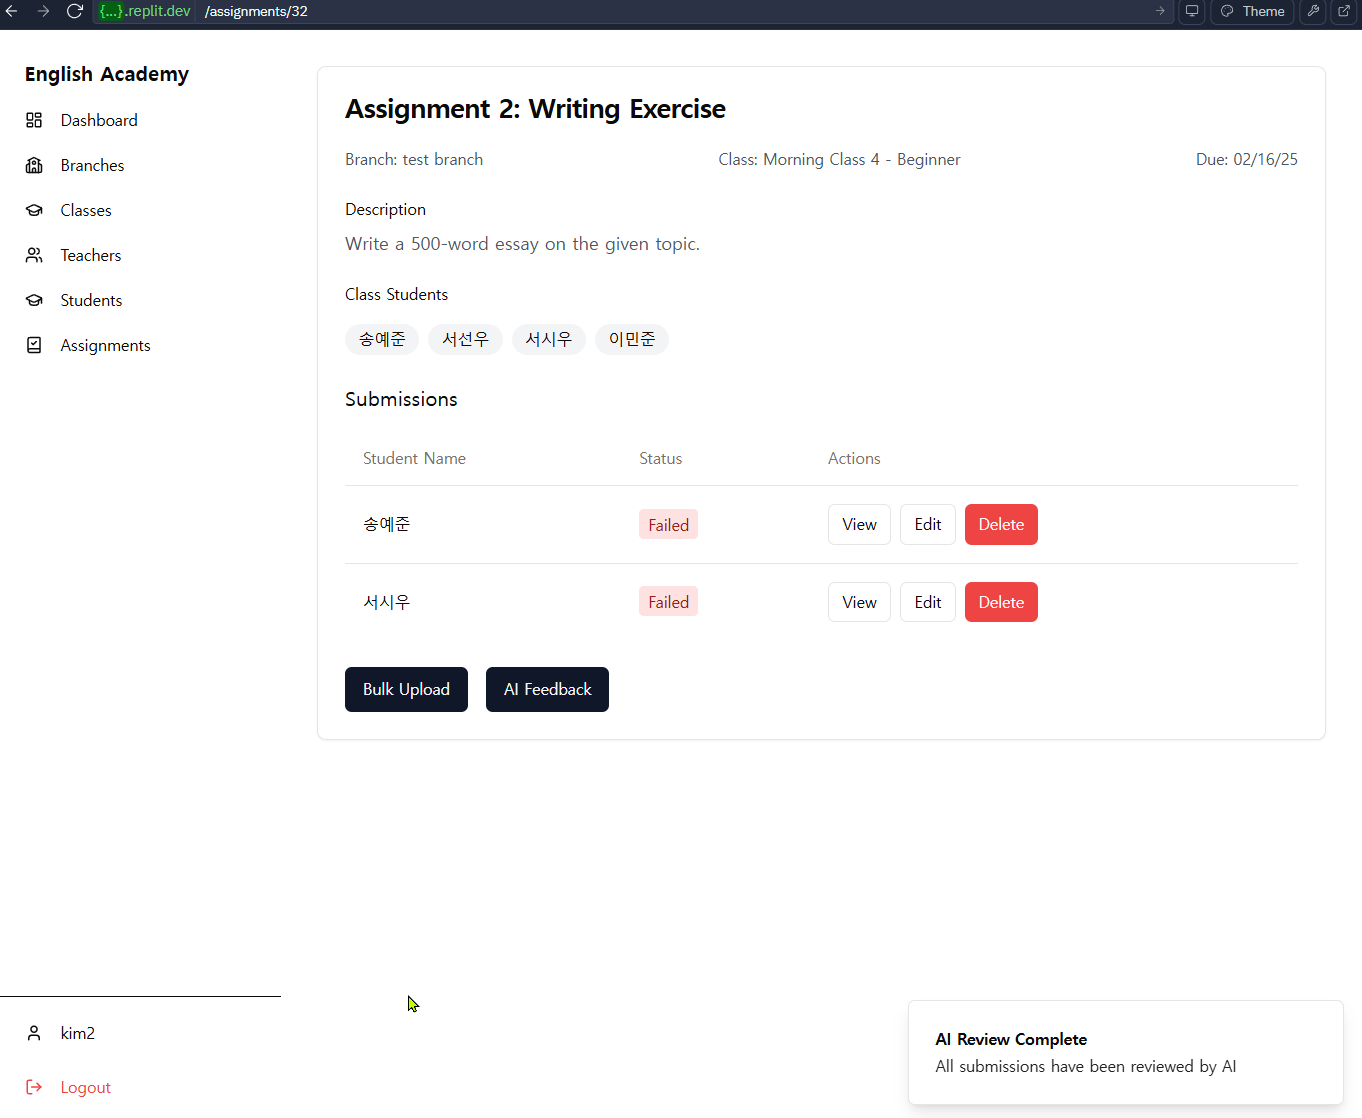 {...}.replit.dev /assignments/32
Theme
English Academy
Dashboard
Branches
Classes
Teachers
Students
Assignments
Assignment 2: Writing Exercise
Branch: test branch
Class: Morning Class 4 - Beginner
Due: 02/16/25
Description
Write a 500-word essay on the given topic.
Class Students
송예준 서선우 서시우 이민준
Submissions
Student Name Status Actions
송예준 Failed View Edit Delete
서시우 Failed View Edit Delete
Bulk Upload AI Feedback
kim2
Logout
AI Review Complete
All submissions have been reviewed by AI